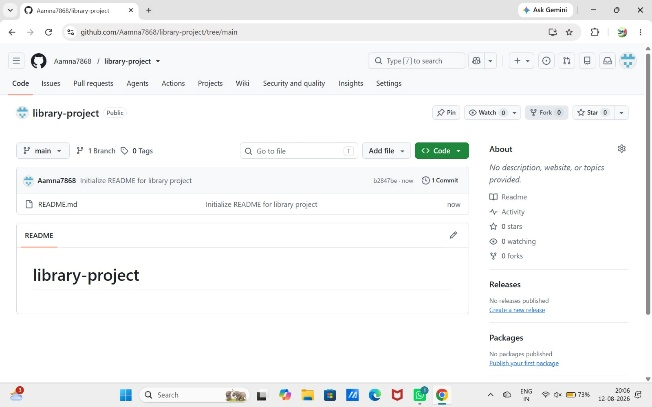 Aamna7868/library-project
Ask Gemini
github.com/Aamna7868/library-project/tree/main
Aamna7868 / library-project
Type [/] to search
Code Issues Pull requests Agents Actions Projects Wiki Security and quality Insights Settings
library-project Public
Pin Watch 0 Fork 0 Star 0
main 1 Branch 0 Tags Go to file Add file Code
Aamna7868 Initialize README for library project b2847be · now 1 Commit
README.md Initialize README for library project now
README
library-project
About
No description, website, or topics
provided.
Readme
Activity
0 stars
0 watching
0 forks
Releases
No releases published
Create a new release
Packages
No packages published
Publish your first package
3
Search
1
ENG
IN
73%
20:06
12-08-2026